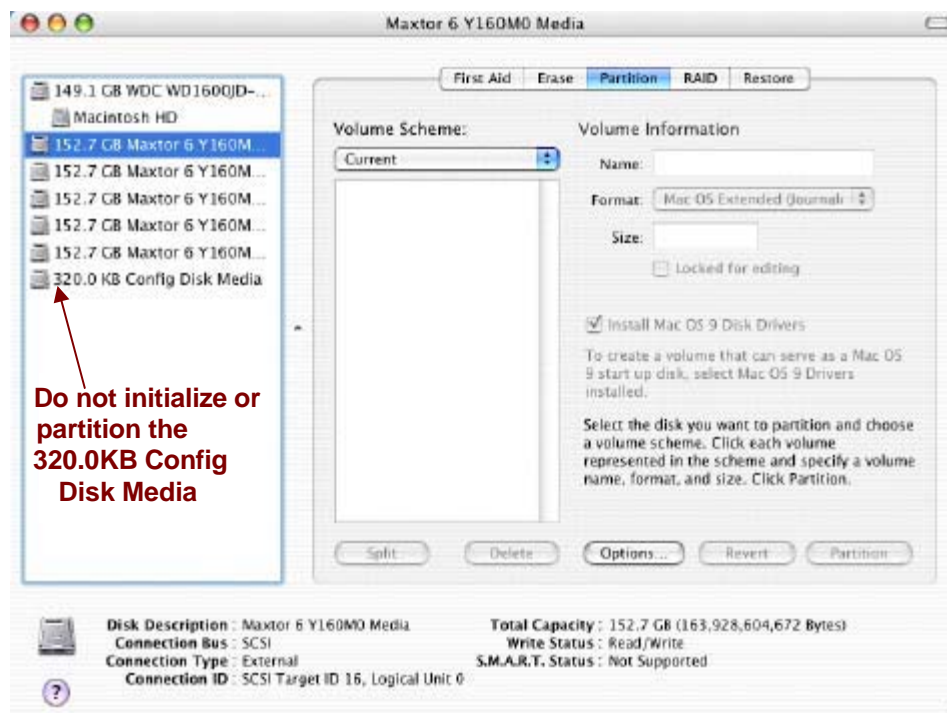 Maxtor 6 Y160M0 Media
First Aid Erase Partition RAID Restore
149.1 GB WDC WD1600JD-...
Macintosh HD
152.7 GB Maxtor 6 Y160M...
152.7 GB Maxtor 6 Y160M...
152.7 GB Maxtor 6 Y160M...
152.7 GB Maxtor 6 Y160M...
152.7 GB Maxtor 6 Y160M...
320.0 KB Config Disk Media
Do not initialize or
partition the
320.0KB Config
Disk Media
Volume Scheme:
Current
Volume Information
Name:
Format: Mac OS Extended (Journal
Size:
Locked for editing
Install Mac OS 9 Disk Drivers
To create a volume that can serve as a Mac OS
9 start up disk, select Mac OS 9 Drivers
installed.
Select the disk you want to partition and choose
a volume scheme. Click each volume
represented in the scheme and specify a volume
name, format, and size. Click Partition.
Split Delete Options... Revert Partition
Disk Description : Maxtor 6 Y160M0 Media
Connection Bus : SCSI
Connection Type : External
Connection ID : SCSI Target ID 16, Logical Unit 0
Total Capacity : 152.7 GB (163,928,604,672 Bytes)
Write Status : Read/Write
S.M.A.R.T. Status : Not Supported
?